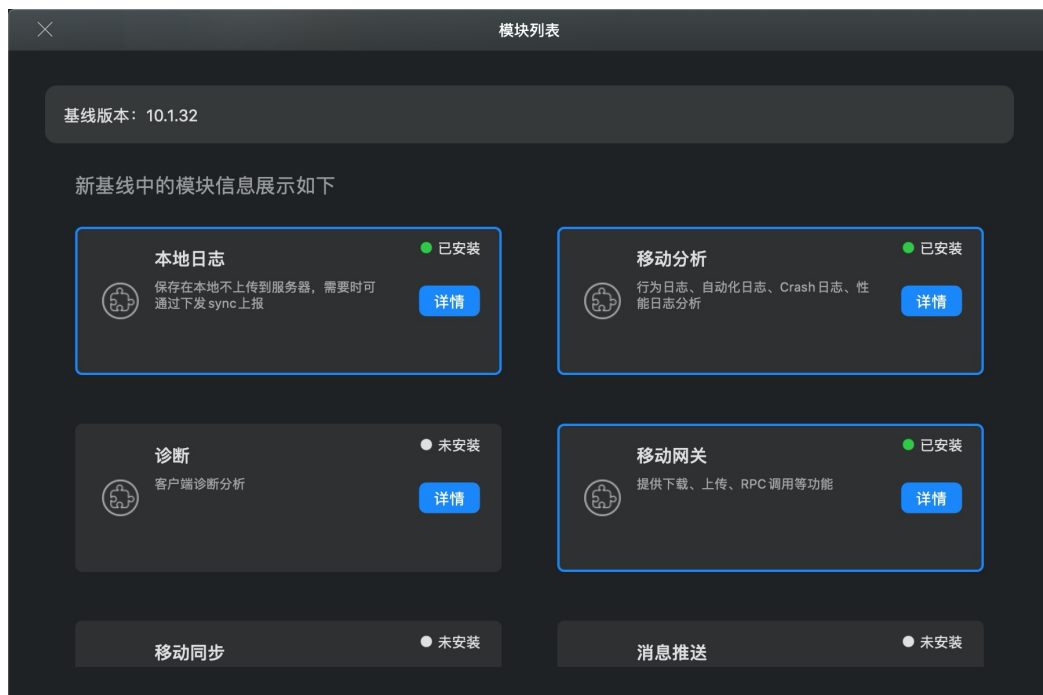 模块列表
基线版本：10.1.32
新基线中的模块信息展示如下
本地日志
已安装
保存在本地不上传到服务器，需要时可
通过下发 sync 上报
详情
移动分析
已安装
行为日志、自动化日志、Crash 日志、性
能日志分析
详情
诊断
未安装
客户端诊断分析
详情
移动网关
已安装
提供下载、上传、RPC 调用等功能
详情
移动同步
未安装
消息推送
未安装